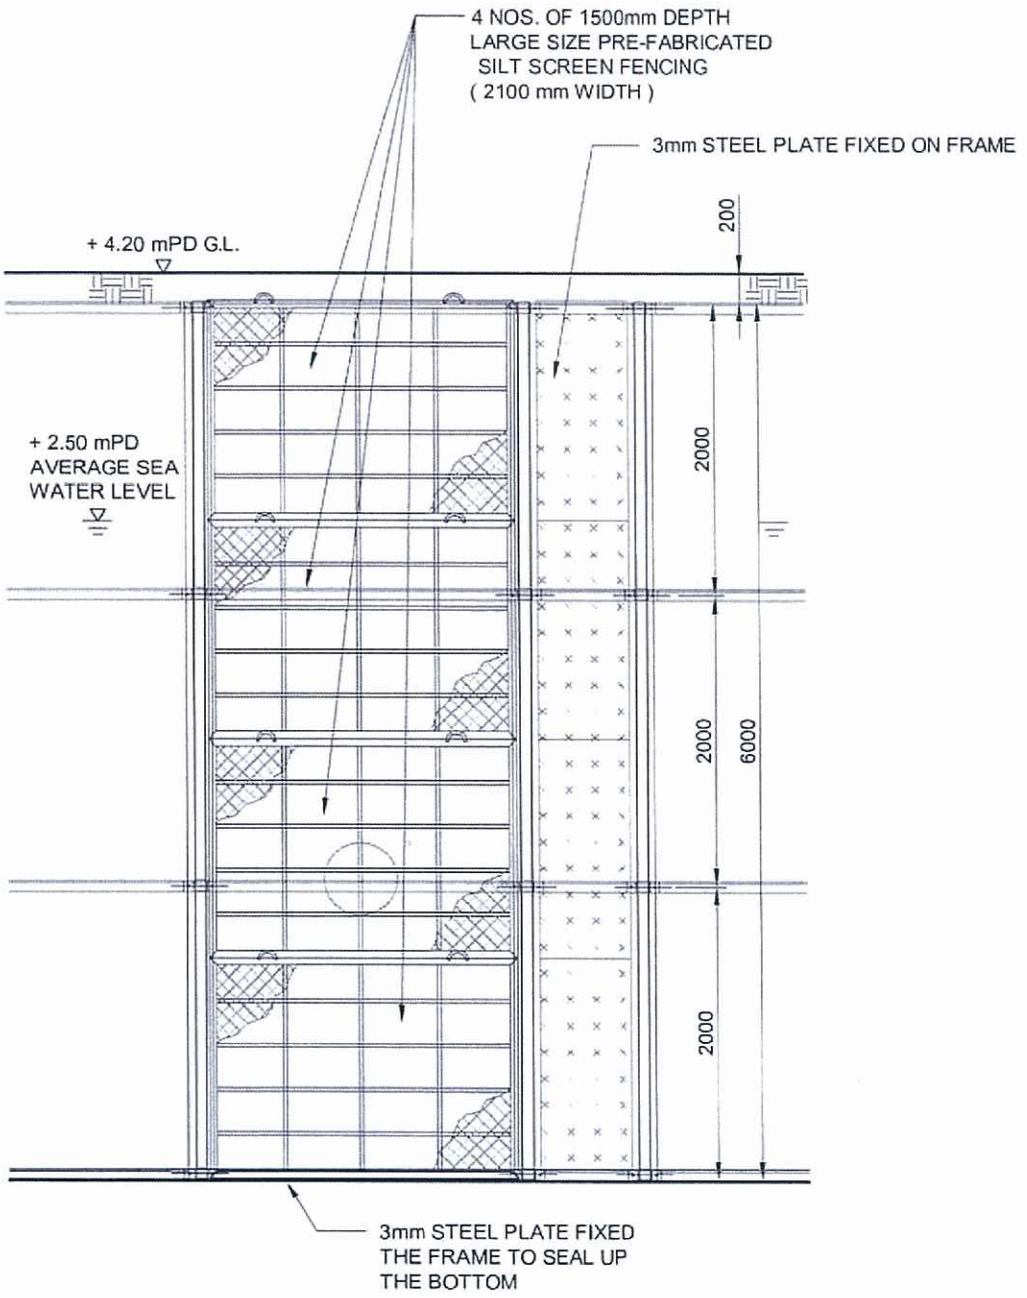 4 NOS. OF 1500mm DEPTH
LARGE SIZE PRE-FABRICATED
SILT SCREEN FENCING
( 2100 mm WIDTH )
3mm STEEL PLATE FIXED ON FRAME
200
+ 4.20 mPD G.L.
2000
+ 2.50 mPD
AVERAGE SEA
WATER LEVEL
2000
6000
2000
3mm STEEL PLATE FIXED
THE FRAME TO SEAL UP
THE BOTTOM